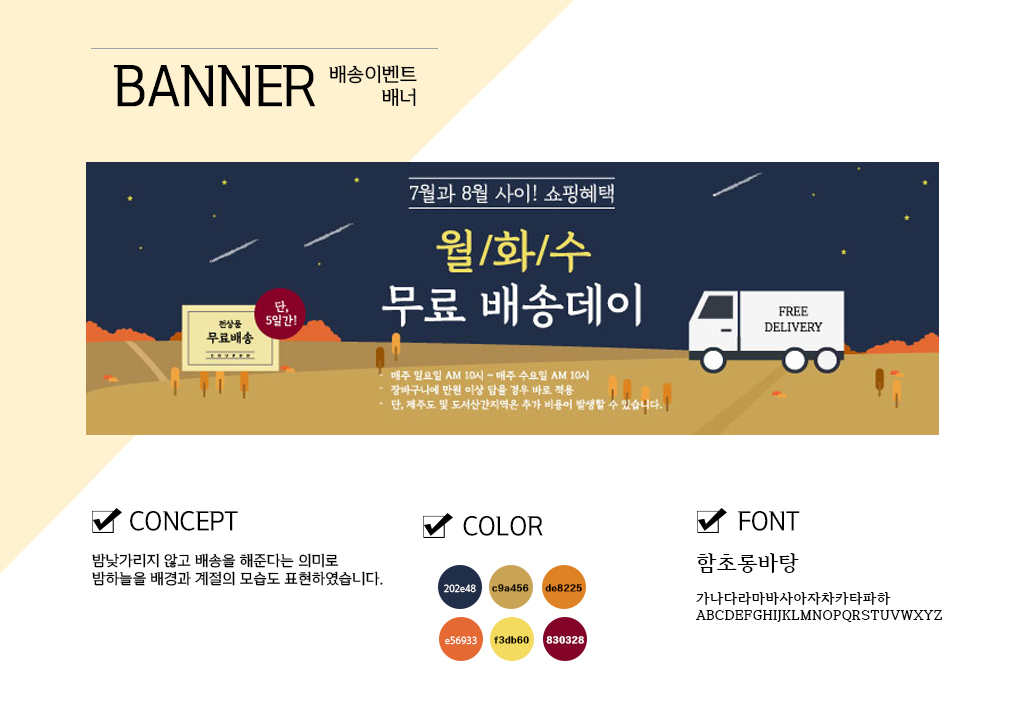 BANNER 배송이벤트
배너
7월과 8월 사이! 쇼핑혜택
월/화/수
무료 배송데이
단,
5일간!
전상품
무료배송
COUPON
FREE
DELIVERY
- 매주 일요일 AM 10시 ~ 매주 수요일 AM 10시
- 장바구니에 만원 이상 담을 경우 바로 적용
- 단, 제주도 및 도서산간지역은 추가 비용이 발생할 수 있습니다.
CONCEPT
밤낮가리지 않고 배송을 해준다는 의미로
밤하늘을 배경과 계절의 모습도 표현하였습니다.
COLOR
202e48 c9a456 de8225
e56933 f3db60 830328
FONT
함초롱바탕
가나다라마바사아자차카타파하
ABCDEFGHIJKLMNOPQRSTUVWXYZ